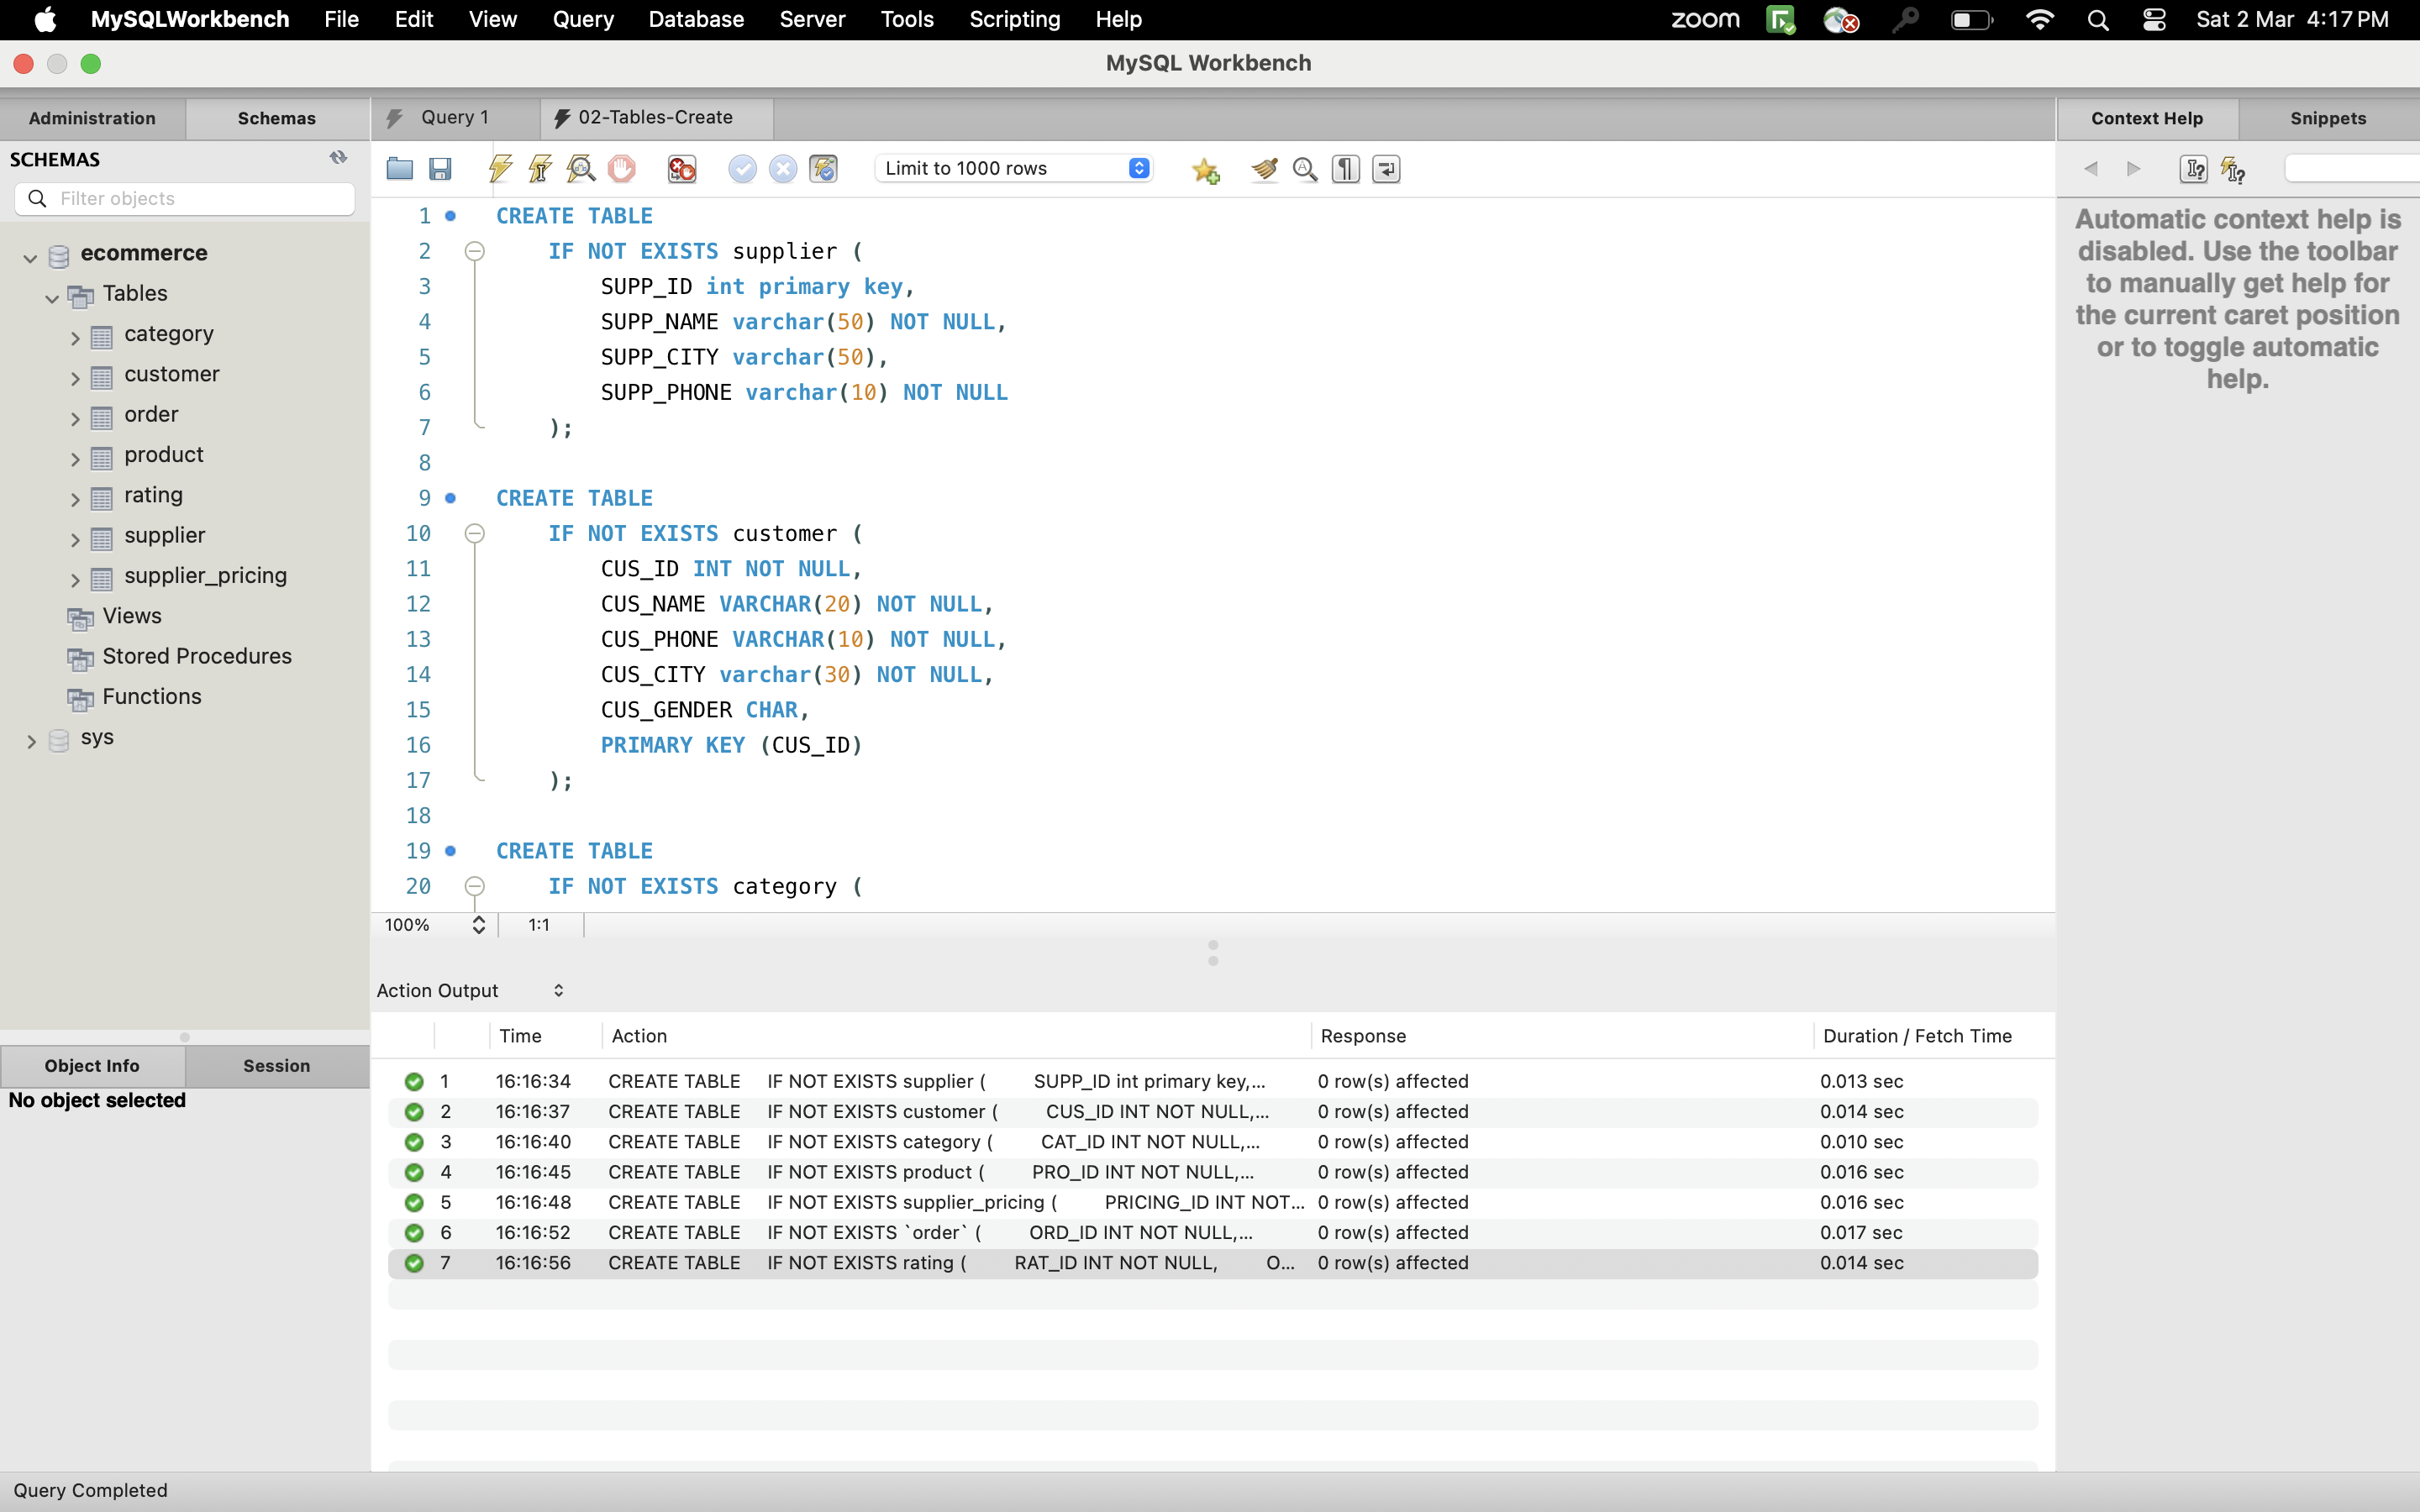 MySQLWorkbench File Edit View Query Database Server Tools Scripting Help zoom Sat 2 Mar 4:17 PM
MySQL Workbench
Administration Schemas
SCHEMAS
Filter objects
ecommerce
Tables
category
customer
order
product
rating
supplier
supplier_pricing
Views
Stored Procedures
Functions
sys
Object Info Session
No object selected
Query 1 02-Tables-Create
Limit to 1000 rows
1 CREATE TABLE
2 IF NOT EXISTS supplier (
3 SUPP_ID int primary key,
4 SUPP_NAME varchar(50) NOT NULL,
5 SUPP_CITY varchar(50),
6 SUPP_PHONE varchar(10) NOT NULL
7 );
8
9 CREATE TABLE
10 IF NOT EXISTS customer (
11 CUS_ID INT NOT NULL,
12 CUS_NAME VARCHAR(20) NOT NULL,
13 CUS_PHONE VARCHAR(10) NOT NULL,
14 CUS_CITY varchar(30) NOT NULL,
15 CUS_GENDER CHAR,
16 PRIMARY KEY (CUS_ID)
17 );
18
19 CREATE TABLE
20 IF NOT EXISTS category (
100% 1:1
Action Output
Time Action Response Duration / Fetch Time
1 16:16:34 CREATE TABLE IF NOT EXISTS supplier ( SUPP_ID int primary key,... 0 row(s) affected 0.013 sec
2 16:16:37 CREATE TABLE IF NOT EXISTS customer ( CUS_ID INT NOT NULL,... 0 row(s) affected 0.014 sec
3 16:16:40 CREATE TABLE IF NOT EXISTS category ( CAT_ID INT NOT NULL,... 0 row(s) affected 0.010 sec
4 16:16:45 CREATE TABLE IF NOT EXISTS product ( PRO_ID INT NOT NULL,... 0 row(s) affected 0.016 sec
5 16:16:48 CREATE TABLE IF NOT EXISTS supplier_pricing ( PRICING_ID INT NOT... 0 row(s) affected 0.016 sec
6 16:16:52 CREATE TABLE IF NOT EXISTS `order` ( ORD_ID INT NOT NULL,... 0 row(s) affected 0.017 sec
7 16:16:56 CREATE TABLE IF NOT EXISTS rating ( RAT_ID INT NOT NULL, O... 0 row(s) affected 0.014 sec
Context Help Snippets
Automatic context help is
disabled. Use the toolbar
to manually get help for
the current caret position
or to toggle automatic
help.
Query Completed